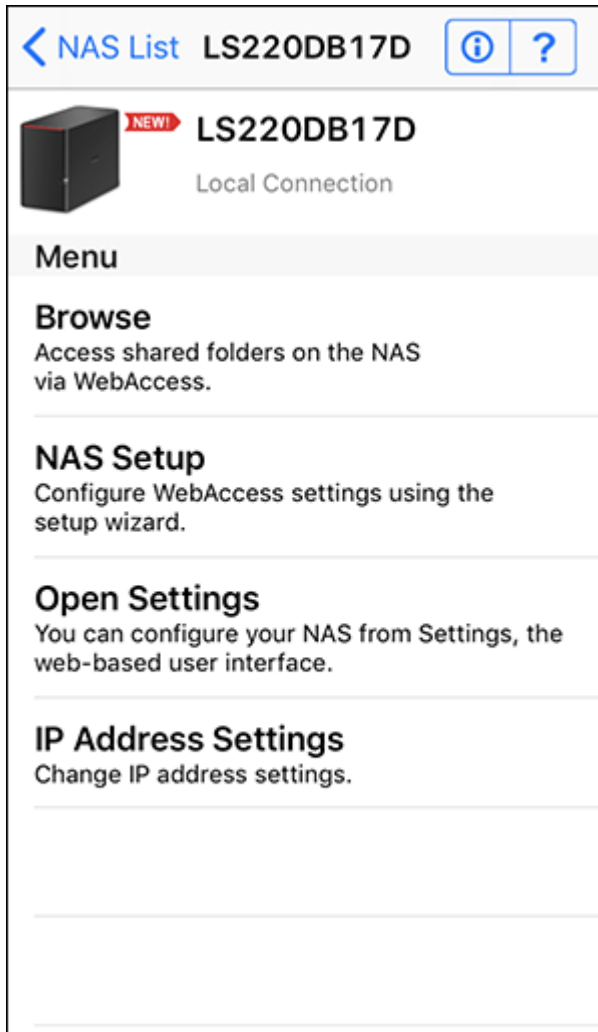 NAS List LS220DB17D ?
NEW! LS220DB17D
Local Connection
Menu
Browse
Access shared folders on the NAS
via WebAccess.
NAS Setup
Configure WebAccess settings using the
setup wizard.
Open Settings
You can configure your NAS from Settings, the
web-based user interface.
IP Address Settings
Change IP address settings.